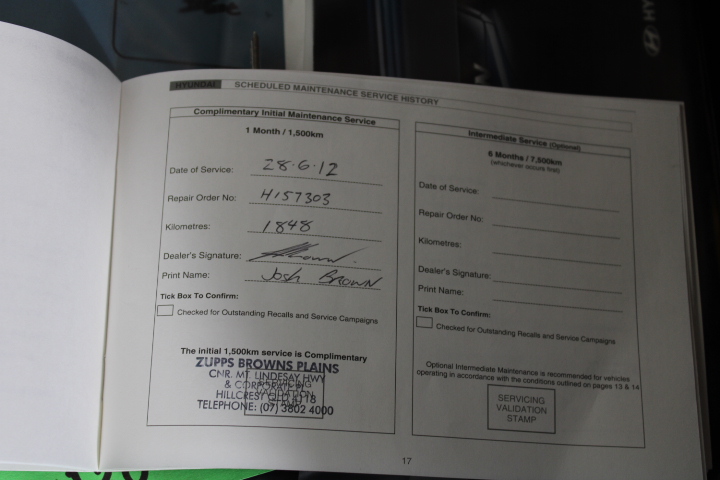 HYUNDAI SCHEDULED MAINTENANCE SERVICE HISTORY
Complimentary Initial Maintenance Service
1 Month / 1,500km
Date of Service: 28.6.12
Repair Order No: H157303
Kilometres: 1848
Dealer's Signature:
Print Name: Josh Brown
Tick Box To Confirm:
Checked for Outstanding Recalls and Service Campaigns
The initial 1,500km service is Complimentary
ZUPPS BROWNS PLAINS
CNR. MT. LINDESAY HWY
HILLCREST QLD 4118
TELEPHONE: (07) 3802 4000
Intermediate Service (Optional)
6 Months / 7,500km
(whichever occurs first)
Date of Service:
Repair Order No:
Kilometres:
Dealer's Signature:
Print Name:
Tick Box To Confirm:
Checked for Outstanding Recalls and Service Campaigns
Optional Intermediate Maintenance is recommended for vehicles
operating in accordance with the conditions outlined on pages 13 & 14
SERVICING
VALIDATION
STAMP
17
HY